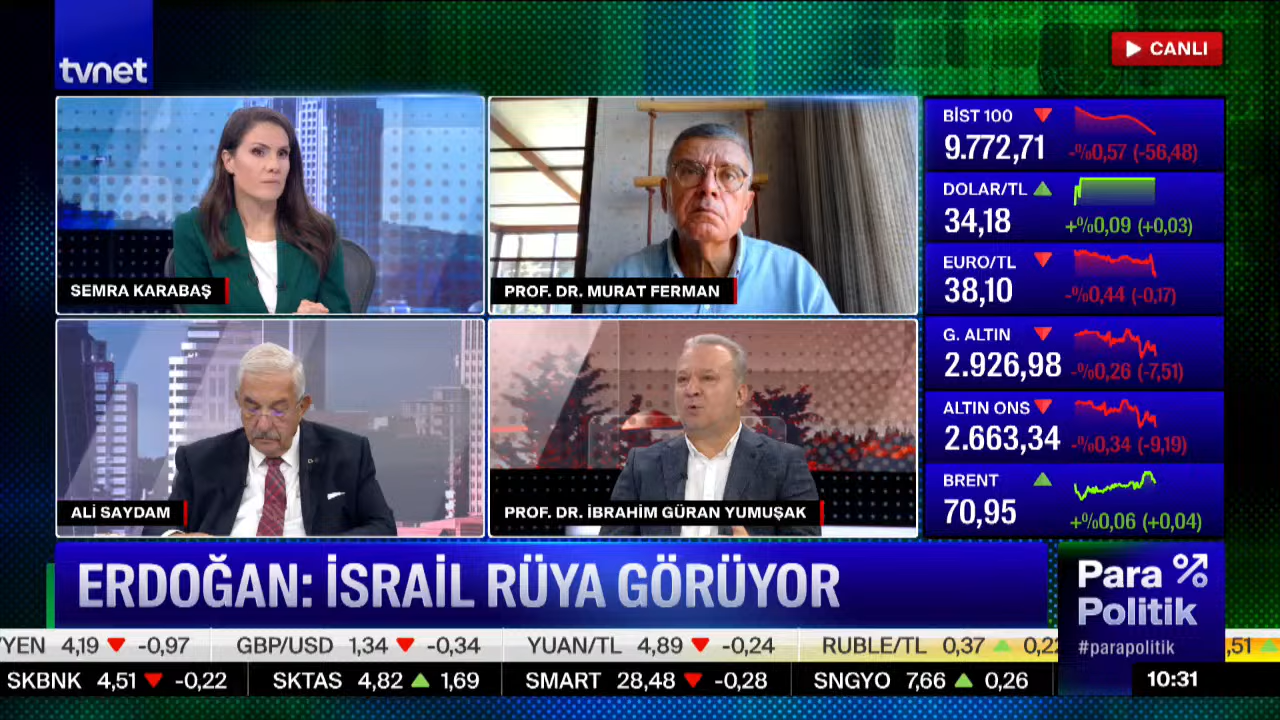 tvnet
CANLI
SEMRA KARABAŞ
PROF. DR. MURAT FERMAN
ALİ SAYDAM
PROF. DR. İBRAHİM GÜRAN YUMUŞAK
BİST 100
9.772,71 -%0,57 (-56,48)
DOLAR/TL
34,18 +%0,09 (+0,03)
EURO/TL
38,10 -%0,44 (-0,17)
G. ALTIN
2.926,98 -%0,26 (-7,51)
ALTIN ONS
2.663,34 -%0,34 (-9,19)
BRENT
70,95 +%0,06 (+0,04)
ERDOĞAN: İSRAİL RÜYA GÖRÜYOR
Para
Politik
#parapolitik
/YEN 4,19 -0,97 GBP/USD 1,34 -0,34 YUAN/TL 4,89 -0,24 RUBLE/TL 0,37 0,22 ,51
SKBNK 4,51 -0,22 SKTAS 4,82 1,69 SMART 28,48 -0,28 SNGYO 7,66 0,26
10:31